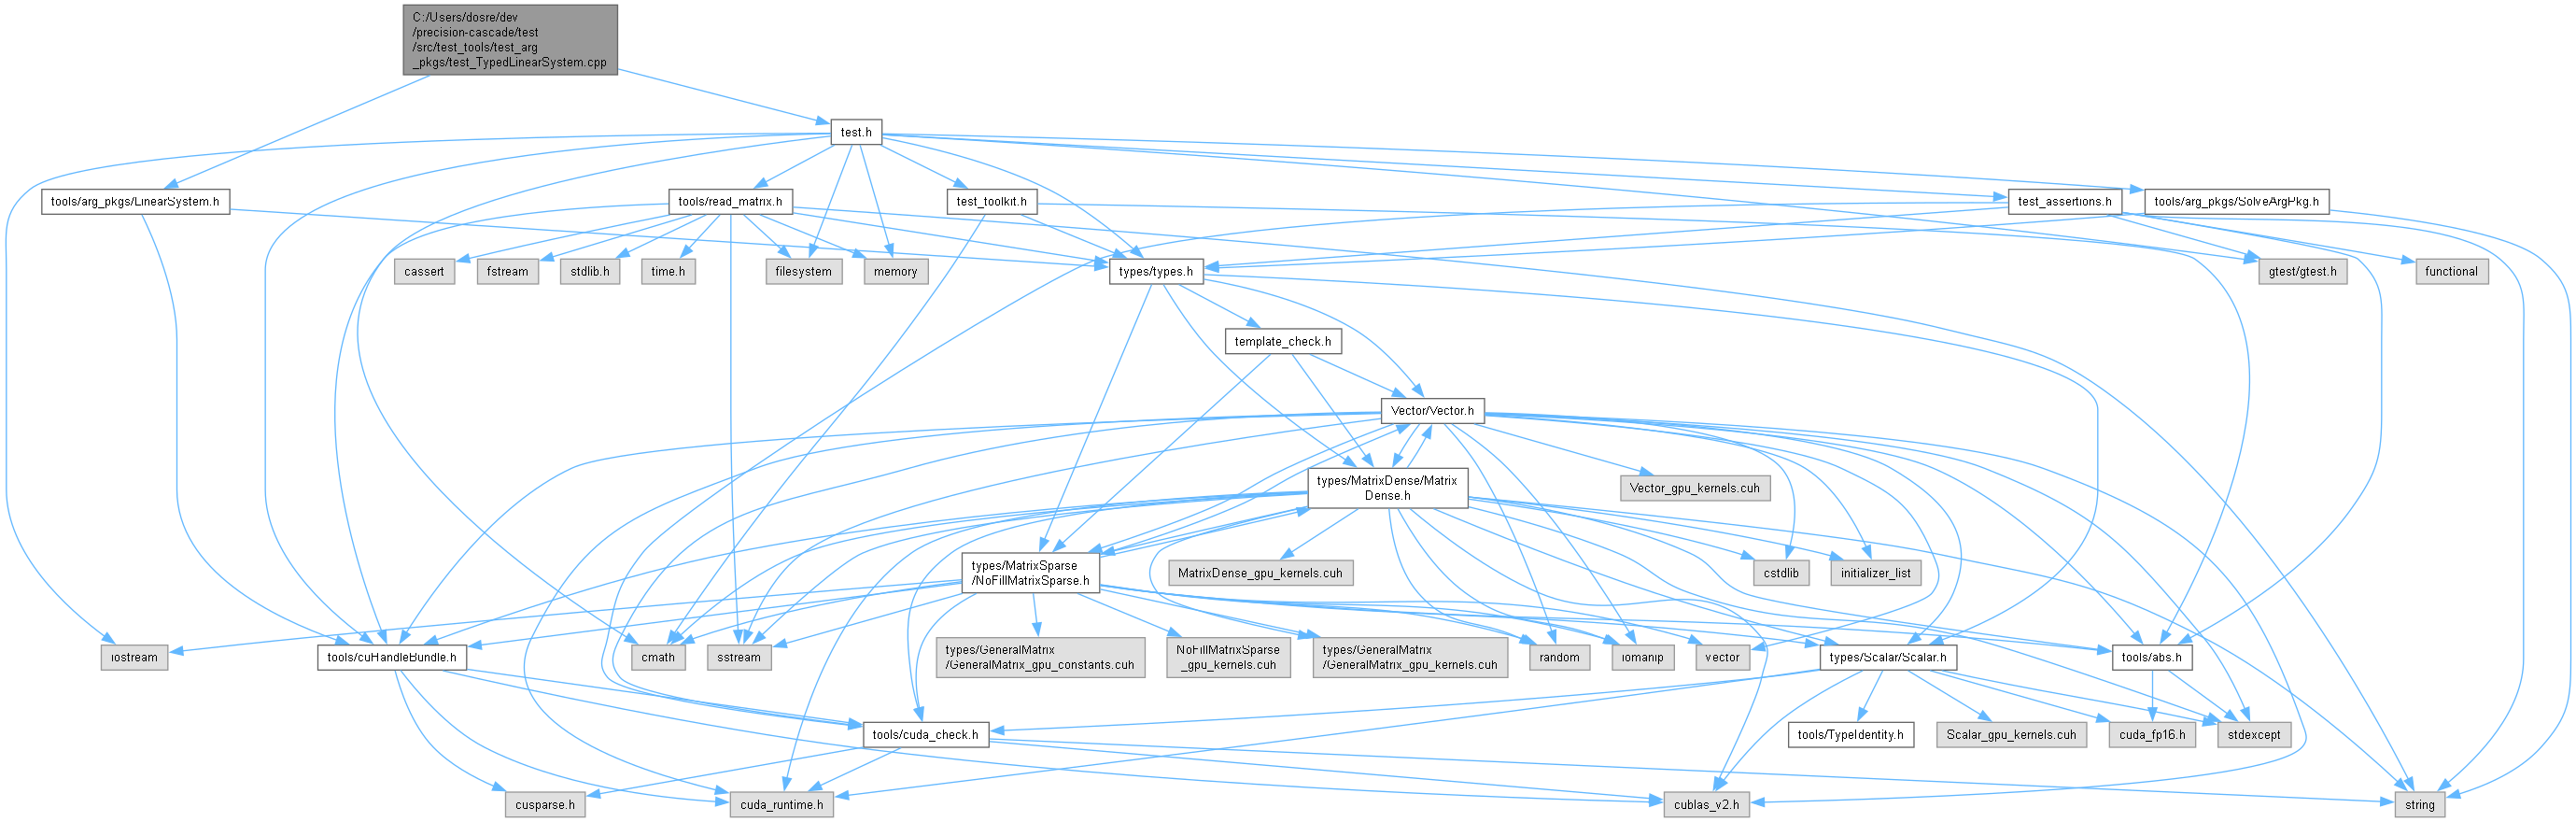 C:/Users/dosre/dev
/precision-cascade/test
/src/test_tools/test_arg
_pkgs/test_TypedLinearSystem.cpp
test.h
tools/arg_pkgs/LinearSystem.h
tools/read_matrix.h
test_toolkit.h
test_assertions.h
tools/arg_pkgs/SolveArgPkg.h
cassert
fstream
stdlib.h
time.h
filesystem
memory
types/types.h
gtest/gtest.h
functional
template_check.h
Vector/Vector.h
types/MatrixDense/Matrix
Dense.h
Vector_gpu_kernels.cuh
types/MatrixSparse
/NoFillMatrixSparse.h
MatrixDense_gpu_kernels.cuh
cstdlib
initializer_list
iostream
tools/cuHandleBundle.h
cmath
sstream
types/GeneralMatrix
/GeneralMatrix_gpu_constants.cuh
NoFillMatrixSparse
_gpu_kernels.cuh
types/GeneralMatrix
/GeneralMatrix_gpu_kernels.cuh
random
iomanip
vector
types/Scalar/Scalar.h
tools/abs.h
tools/cuda_check.h
tools/TypeIdentity.h
Scalar_gpu_kernels.cuh
cuda_fp16.h
stdexcept
cusparse.h
cuda_runtime.h
cublas_v2.h
string